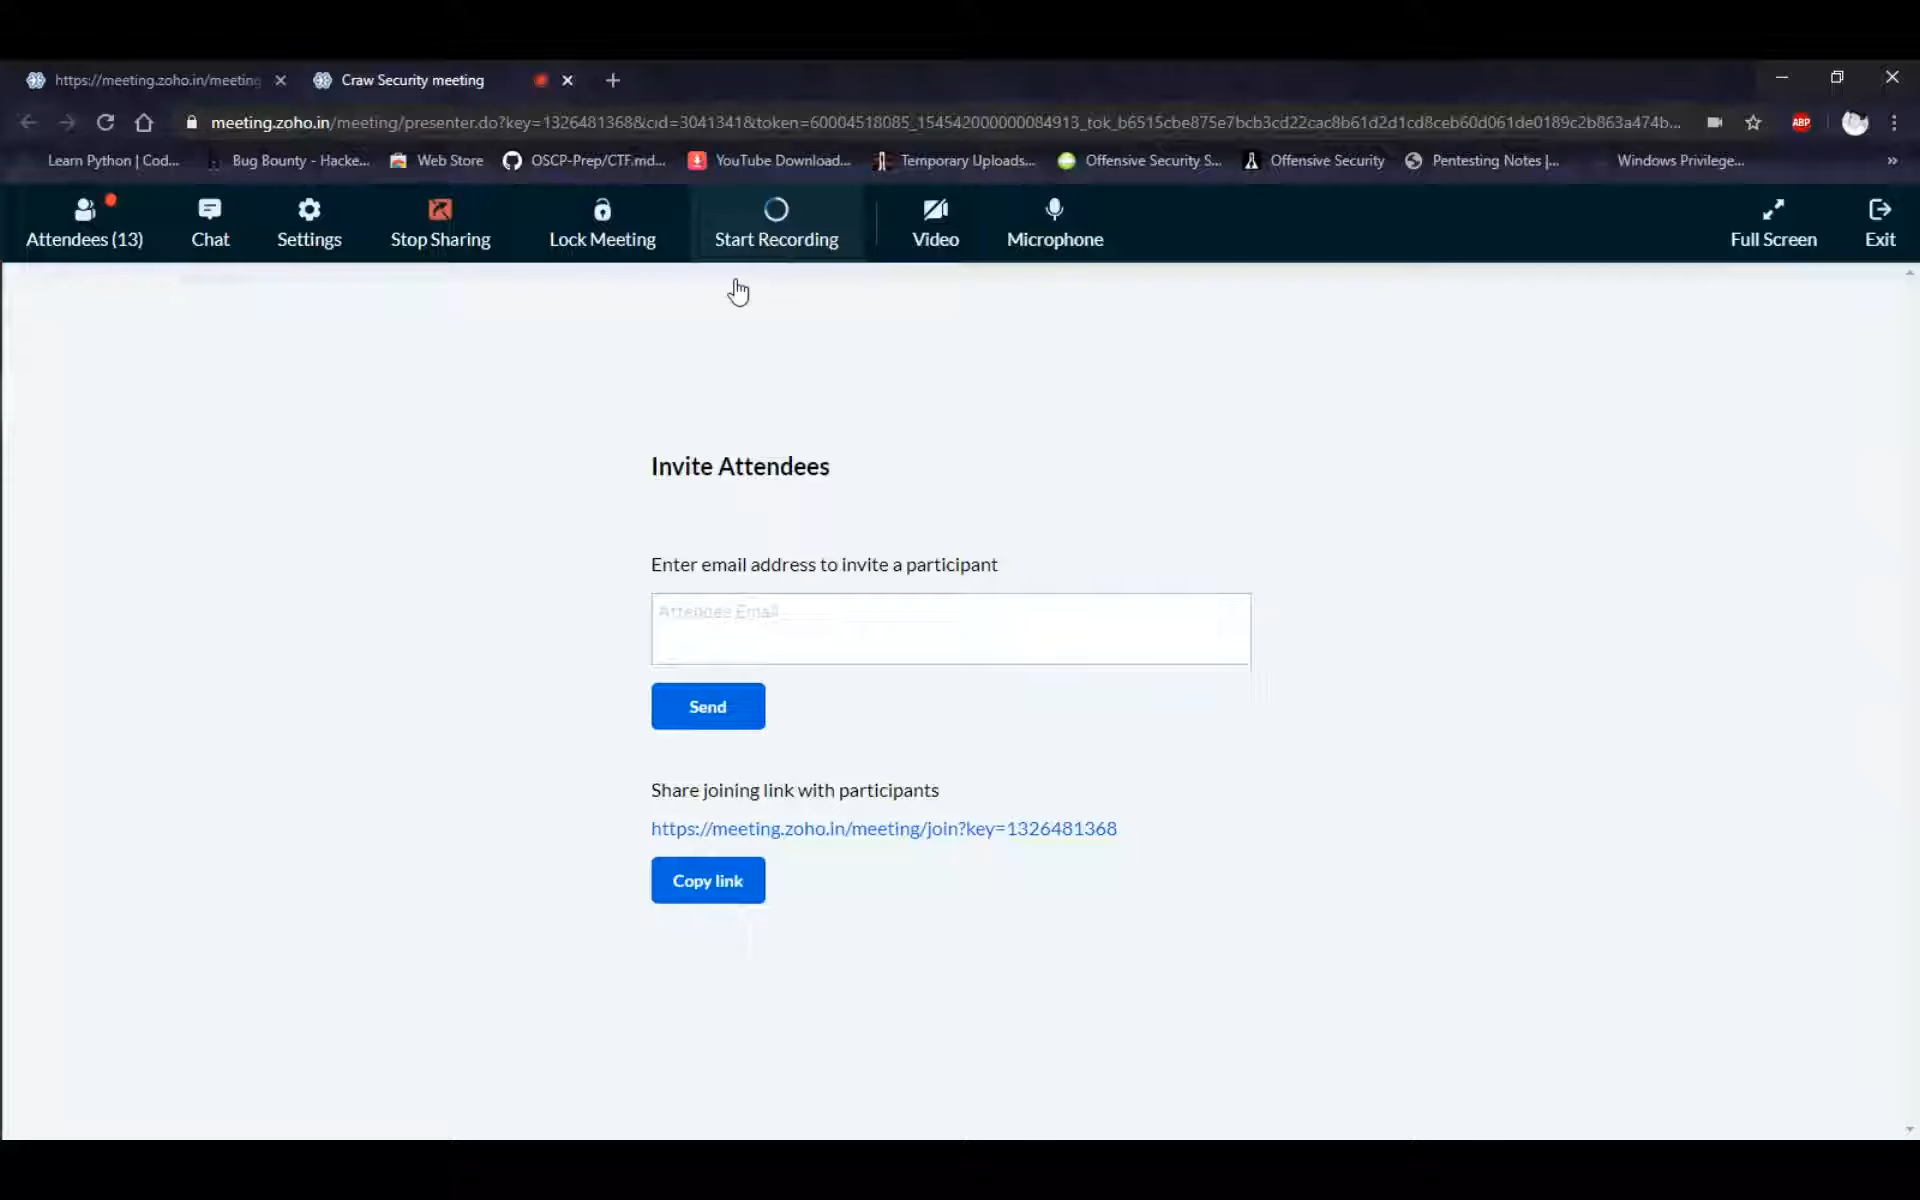 https://meeting.zoho.in/meeting
Craw Security meeting
meeting.zoho.in/meeting/presenter.do?key=1326481368&cid=3041341&token=60004518085_154542000000084913_tok_b6515cbe875e7bcb3cd22cac8b61d2d1cd8ceb60d061de0189c2b863a474b...
ABP
Learn Python | Cod...
Bug Bounty - Hacke...
Web Store
OSCP-Prep/CTF.md...
YouTube Download...
Temporary Uploads...
Offensive Security S...
Offensive Security
Pentesting Notes |...
Windows Privilege...
Attendees (13)
Chat
Settings
Stop Sharing
Lock Meeting
Start Recording
Video
Microphone
Full Screen
Exit
Invite Attendees
Enter email address to invite a participant
Attendee Email
Send
Share joining link with participants
https://meeting.zoho.in/meeting/join?key=1326481368
Copy link